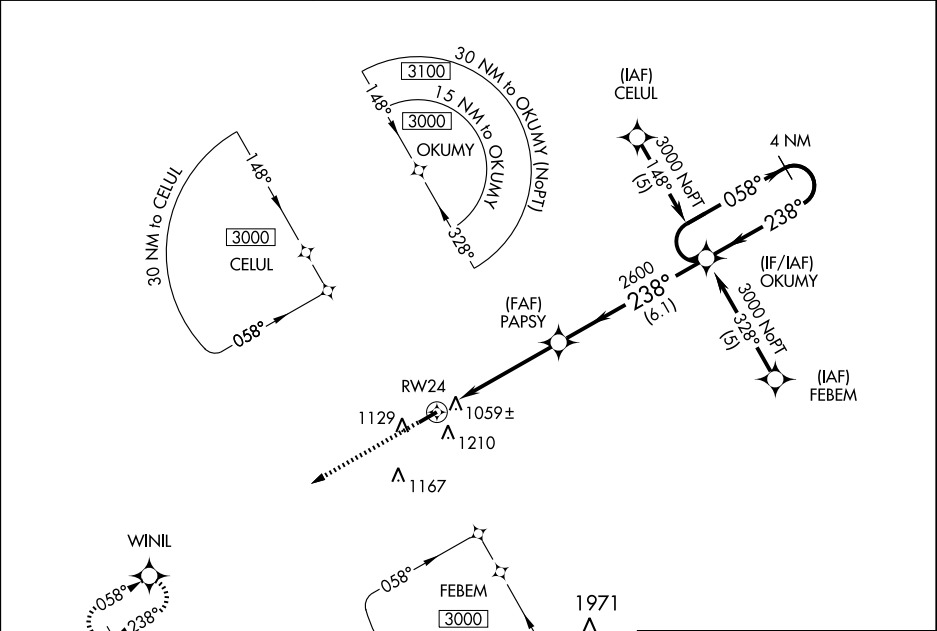 30 NM to OKUMY (NoPT)
3100
15 NM to OKUMY
148°
3000
OKUMY
328°
(IAF)
CELUL
3000 NoPT
148°
(5)
4 NM
058°
238°
30 NM to CELUL
148°
3000
CELUL
058°
(IF/IAF)
OKUMY
2600
238°
(6.1)
3000 NoPT
328°
(5)
(FAF)
PAPSY
(IAF)
FEBEM
RW24
1129
1059±
1210
1167
WINIL
058°
238°
058°
FEBEM
3000
1971